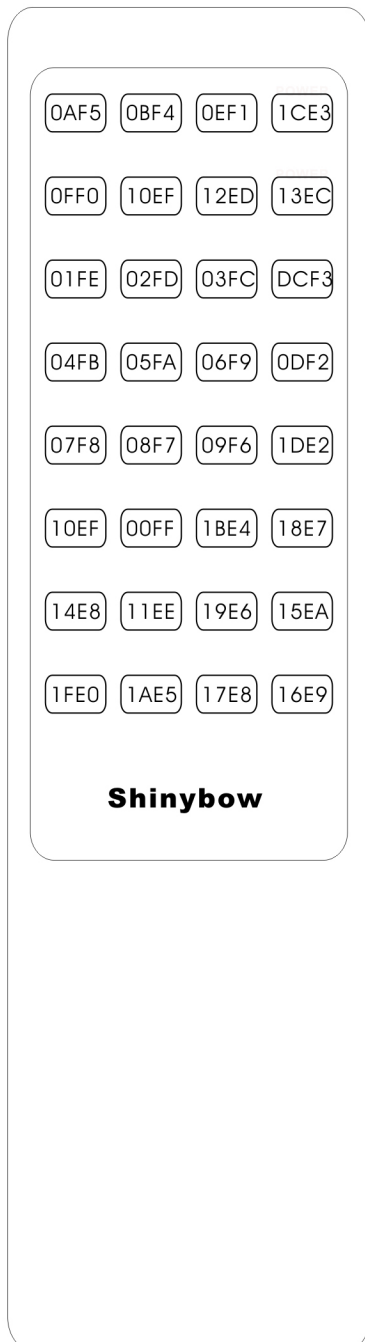 0AF5 0BF4 0EF1 1CE3
0FF0 10EF 12ED 13EC
01FE 02FD 03FC DCF3
04FB 05FA 06F9 0DF2
07F8 08F7 09F6 1DE2
10EF 00FF 1BE4 18E7
14E8 11EE 19E6 15EA
1FE0 1AE5 17E8 16E9
Shinybow